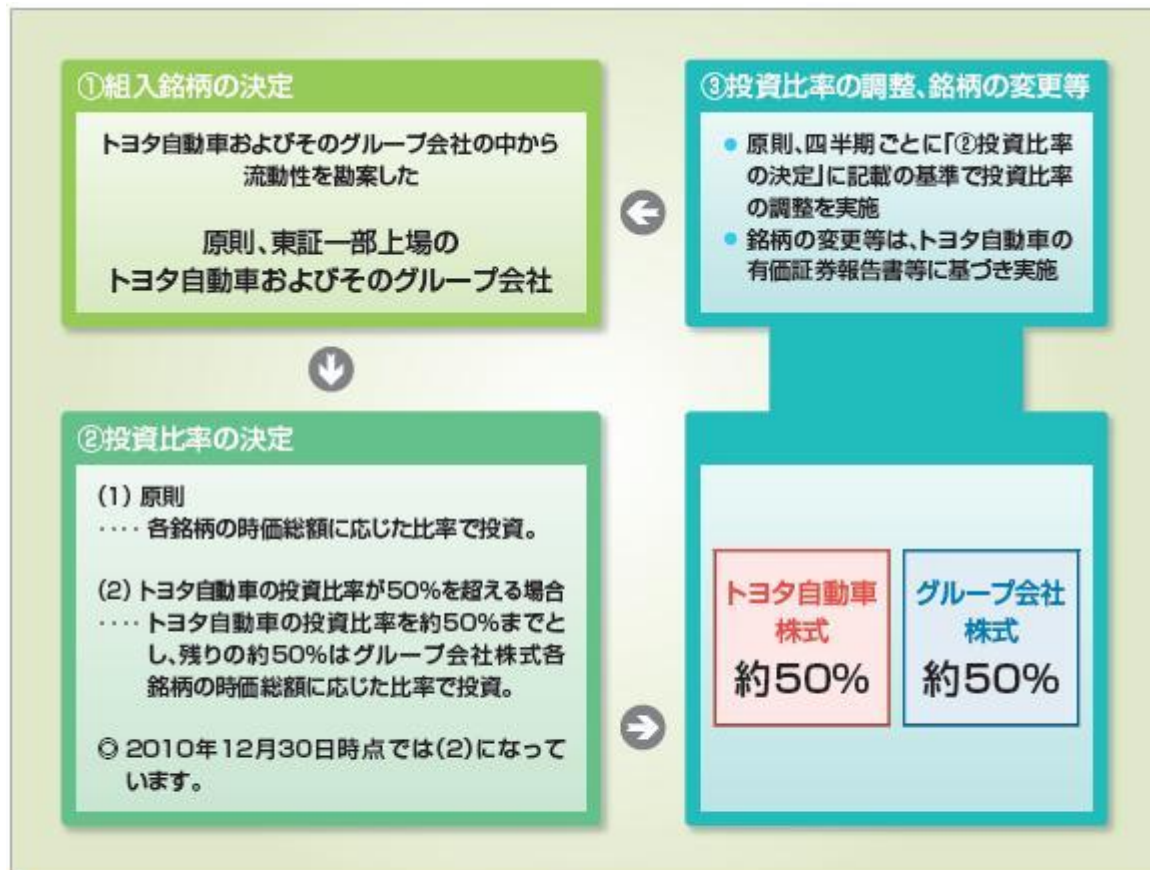 ①組入銘柄の決定
トヨタ自動車およびそのグループ会社の中から
流動性を勘案した
原則、東証一部上場の
トヨタ自動車およびそのグループ会社
②投資比率の決定
(1) 原則
‥‥ 各銘柄の時価総額に応じた比率で投資。
(2) トヨタ自動車の投資比率が50%を超える場合
‥‥ トヨタ自動車の投資比率を約50%までと
し、残りの約50%はグループ会社株式各
銘柄の時価総額に応じた比率で投資。
◎ 2010年12月30日時点では(2)になって
います。
③投資比率の調整、銘柄の変更等
● 原則、四半期ごとに「②投資比率
の決定」に記載の基準で投資比率
の調整を実施
● 銘柄の変更等は、トヨタ自動車の
有価証券報告書等に基づき実施
トヨタ自動車
株式
約50%
グループ会社
株式
約50%